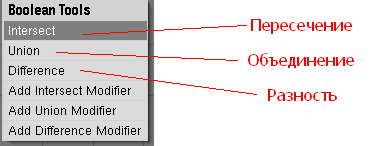 Boolean Tools
Intersect
Пересечение
Union
Объединение
Difference
Разность
Add Intersect Modifier
Add Union Modifier
Add Difference Modifier